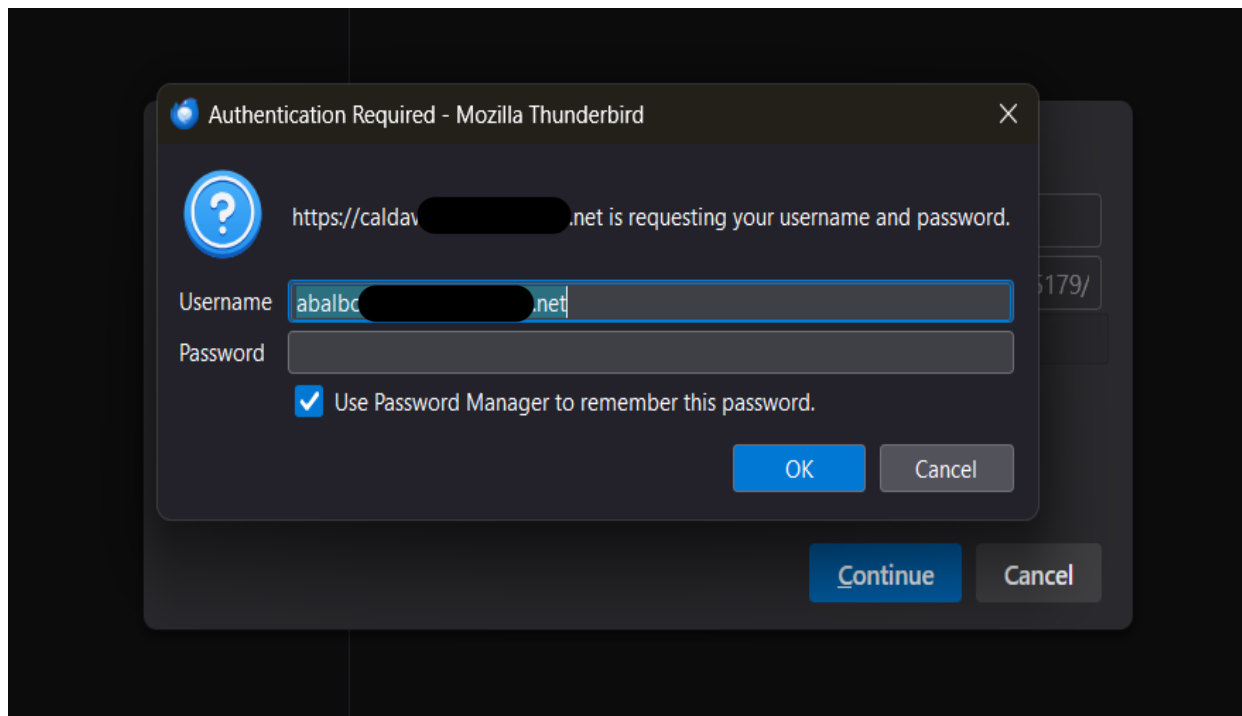 Authentication Required - Mozilla Thunderbird
https://caldav .net is requesting your username and password.
Username abalbc .net
Password
Use Password Manager to remember this password.
OK Cancel
5179/
Continue Cancel